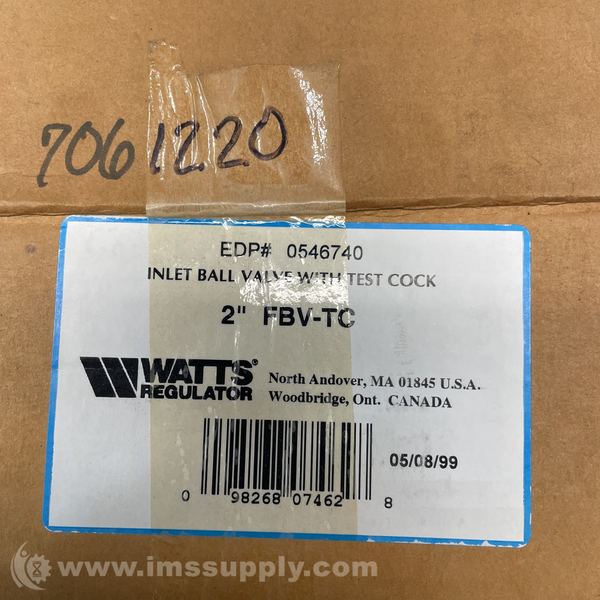 7061220
EDP# 0546740
INLET BALL VALVE WITH TEST COCK
2" FBV-TC
WATTS®
REGULATOR
North Andover, MA 01845 U.S.A.
Woodbridge, Ont. CANADA
05/08/99
0 98268 07462 8
www.imssupply.com